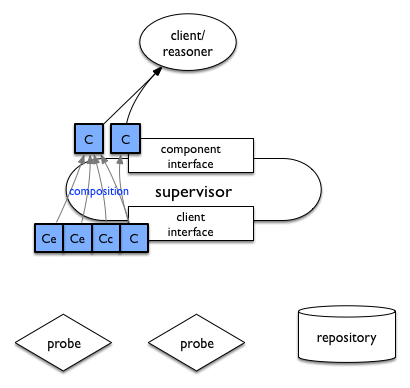 client/
reasoner
C
C
component
interface
composition
supervisor
client
interface
Ce
Ce
Cc
C
probe
probe
repository